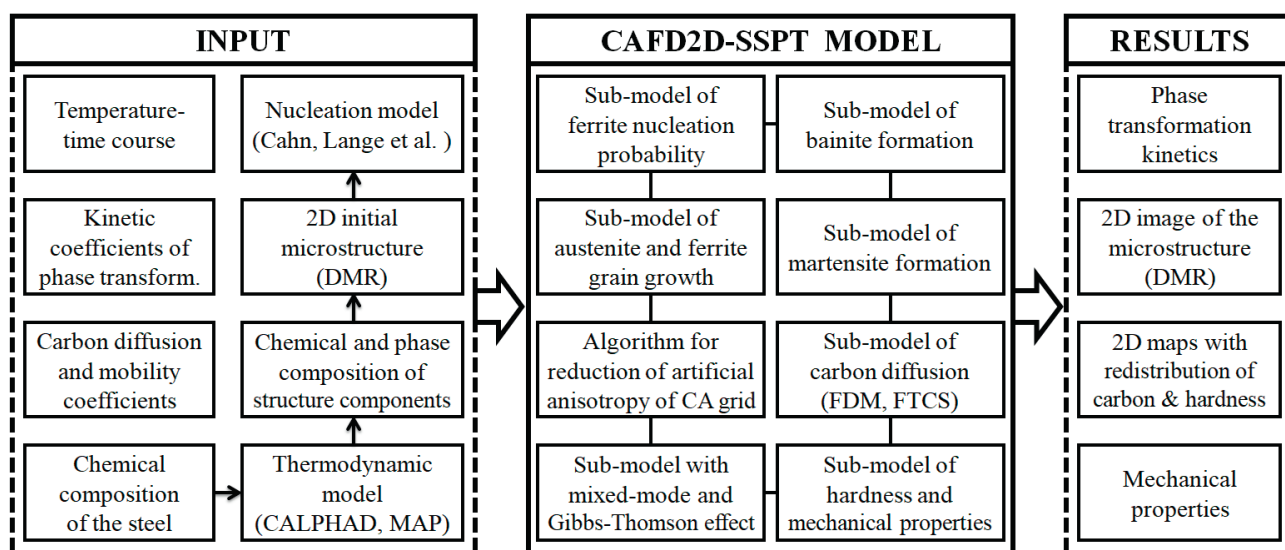 INPUT
Temperature-
time course
Nucleation model
(Cahn, Lange et al. )
Kinetic
coefficients of
phase transform.
2D initial
microstructure
(DMR)
Carbon diffusion
and mobility
coefficients
Chemical and phase
composition of
structure components
Chemical
composition
of the steel
Thermodynamic
model
(CALPHAD, MAP)
CAFD2D-SSPT MODEL
Sub-model of
ferrite nucleation
probability
Sub-model of
bainite formation
Sub-model of
austenite and ferrite
grain growth
Sub-model of
martensite formation
Algorithm for
reduction of artificial
anisotropy of CA grid
Sub-model of
carbon diffusion
(FDM, FTCS)
Sub-model with
mixed-mode and
Gibbs-Thomson effect
Sub-model of
hardness and
mechanical properties
RESULTS
Phase
transformation
kinetics
2D image of the
microstructure
(DMR)
2D maps with
redistribution of
carbon & hardness
Mechanical
properties